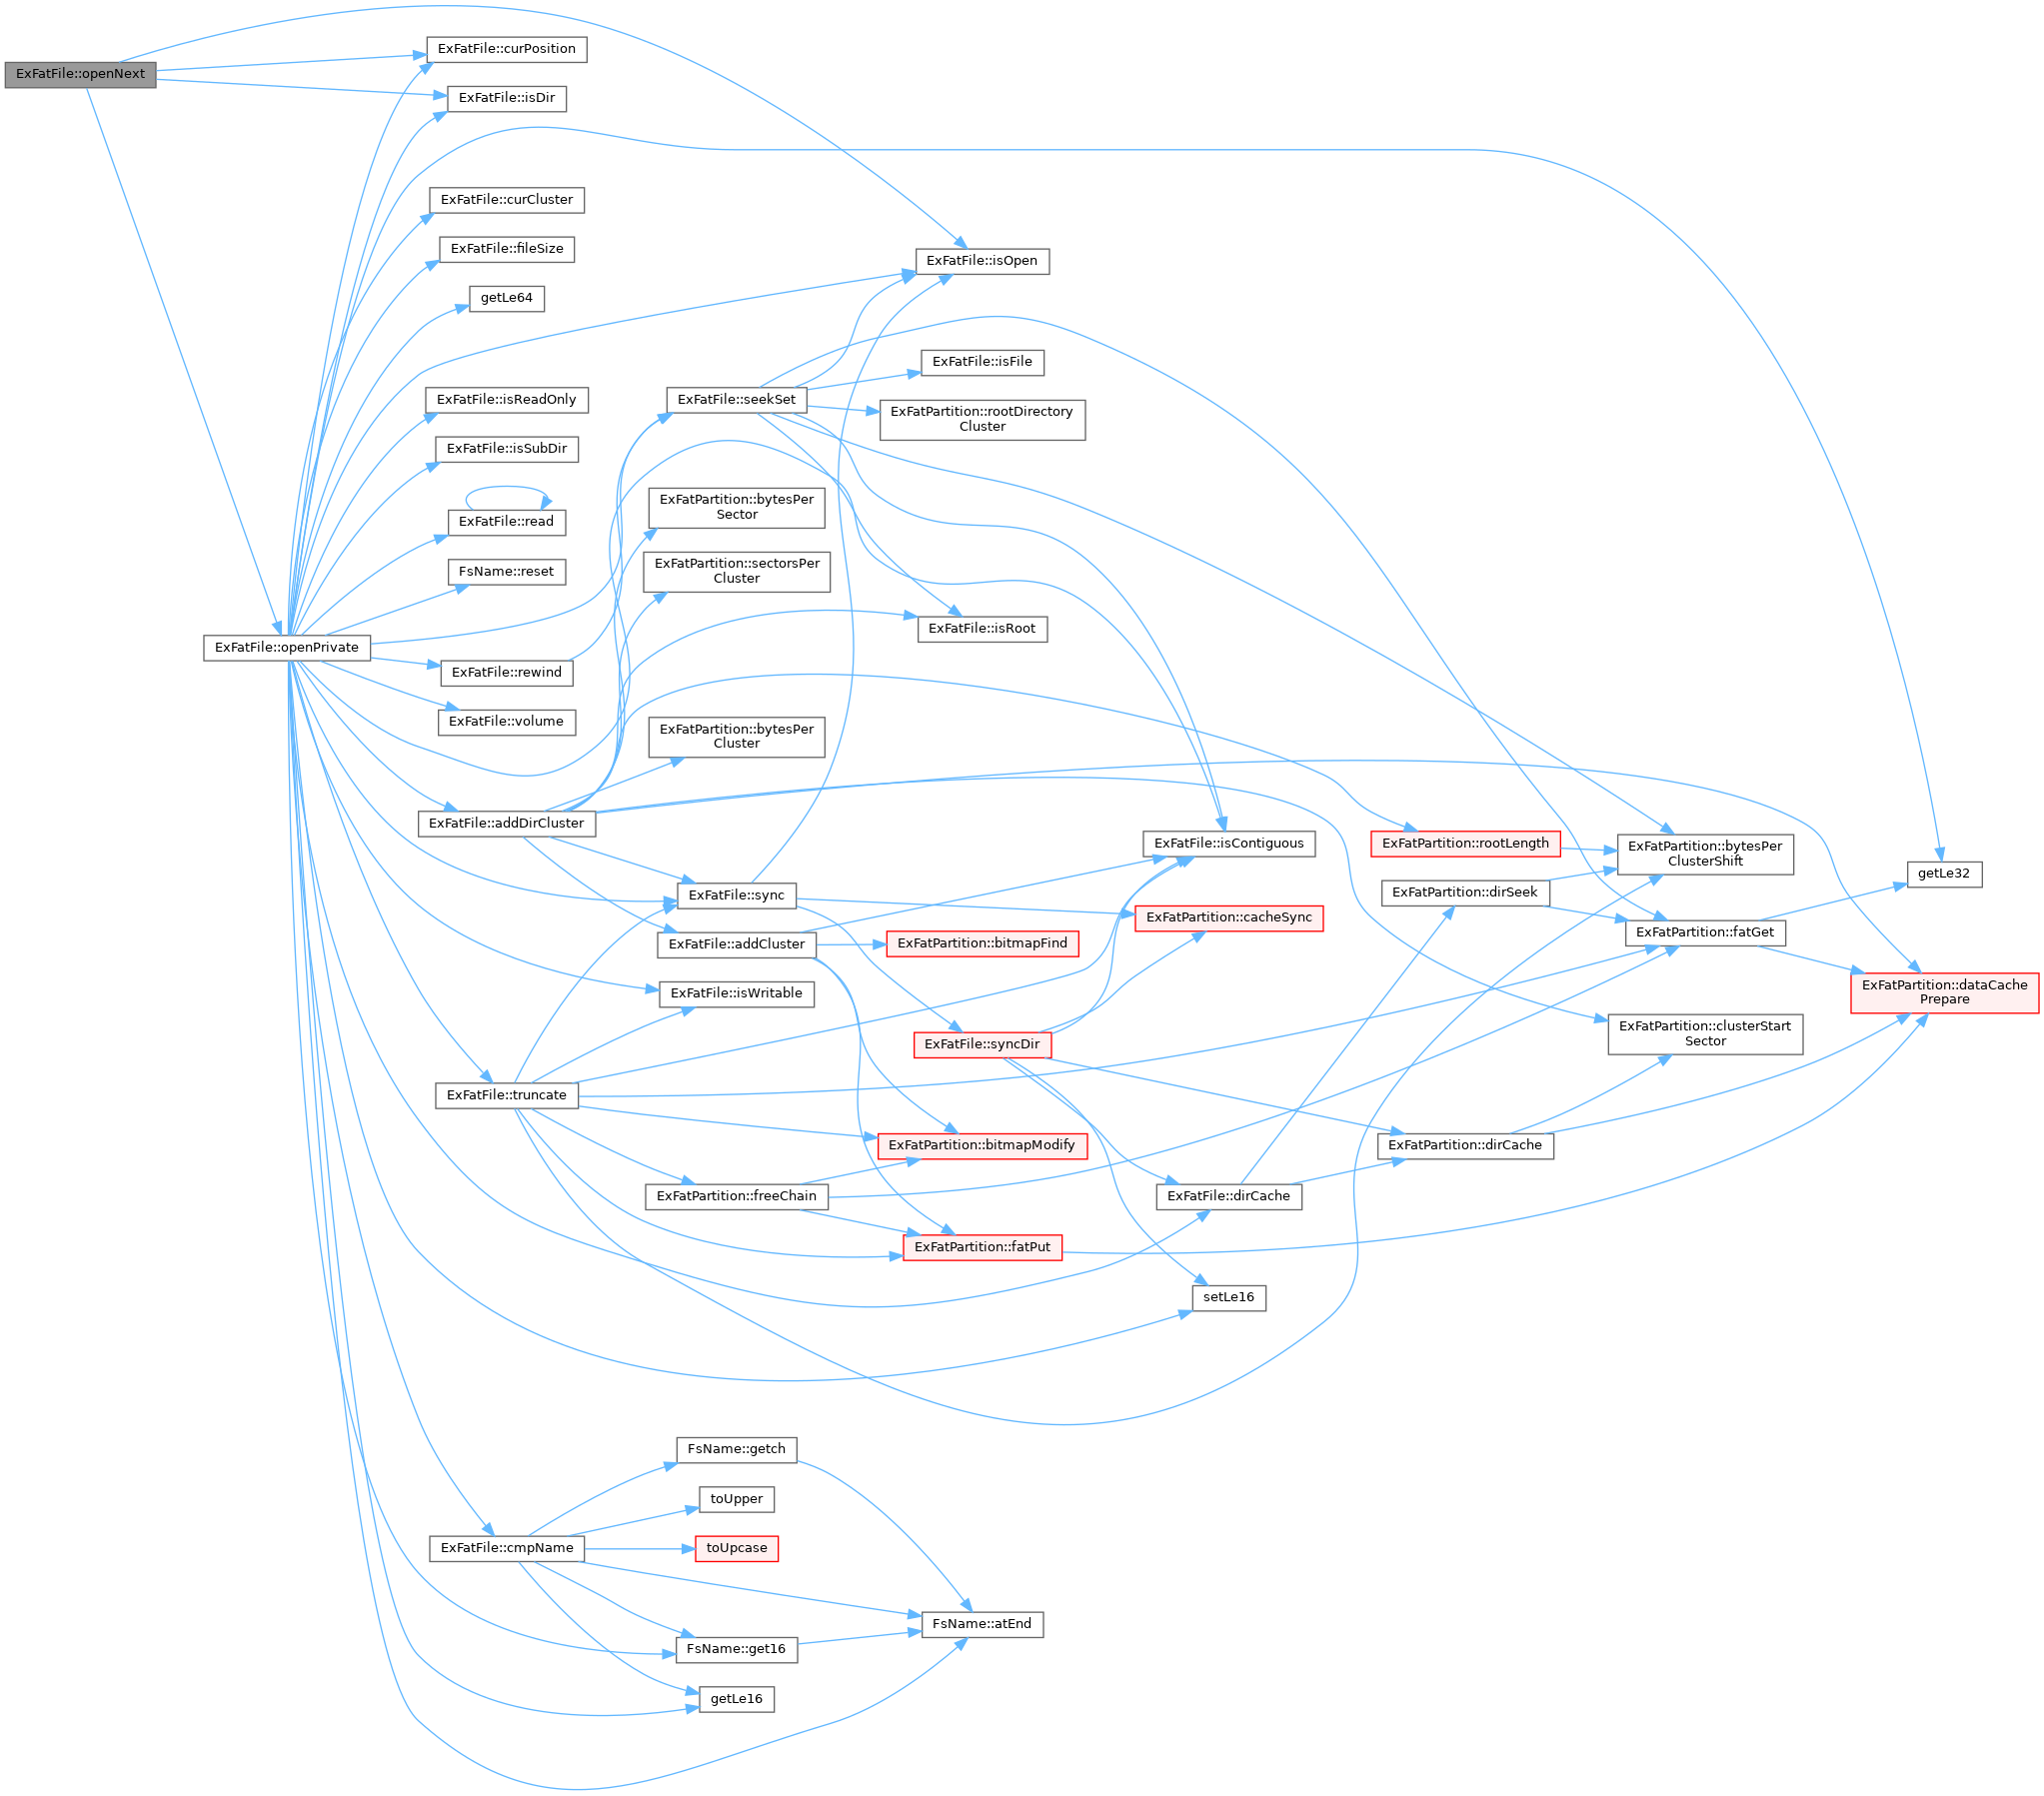 ExFatFile::openNext
ExFatFile::curPosition
ExFatFile::isDir
ExFatFile::curCluster
ExFatFile::fileSize
getLe64
ExFatFile::isOpen
ExFatFile::isFile
ExFatFile::isReadOnly
ExFatFile::seekSet
ExFatPartition::rootDirectory
Cluster
ExFatFile::isSubDir
ExFatPartition::bytesPer
Sector
ExFatFile::read
FsName::reset
ExFatPartition::sectorsPer
Cluster
ExFatFile::isRoot
ExFatFile::openPrivate
ExFatFile::rewind
ExFatFile::volume
ExFatPartition::bytesPer
Cluster
ExFatFile::addDirCluster
ExFatFile::isContiguous
ExFatPartition::rootLength
ExFatPartition::bytesPer
ClusterShift
getLe32
ExFatFile::sync
ExFatPartition::dirSeek
ExFatPartition::cacheSync
ExFatPartition::fatGet
ExFatFile::addCluster
ExFatPartition::bitmapFind
ExFatFile::isWritable
ExFatPartition::dataCache
Prepare
ExFatPartition::clusterStart
Sector
ExFatFile::syncDir
ExFatFile::truncate
ExFatPartition::bitmapModify
ExFatPartition::dirCache
ExFatPartition::freeChain
ExFatFile::dirCache
ExFatPartition::fatPut
setLe16
FsName::getch
toUpper
ExFatFile::cmpName
toUpcase
FsName::atEnd
FsName::get16
getLe16